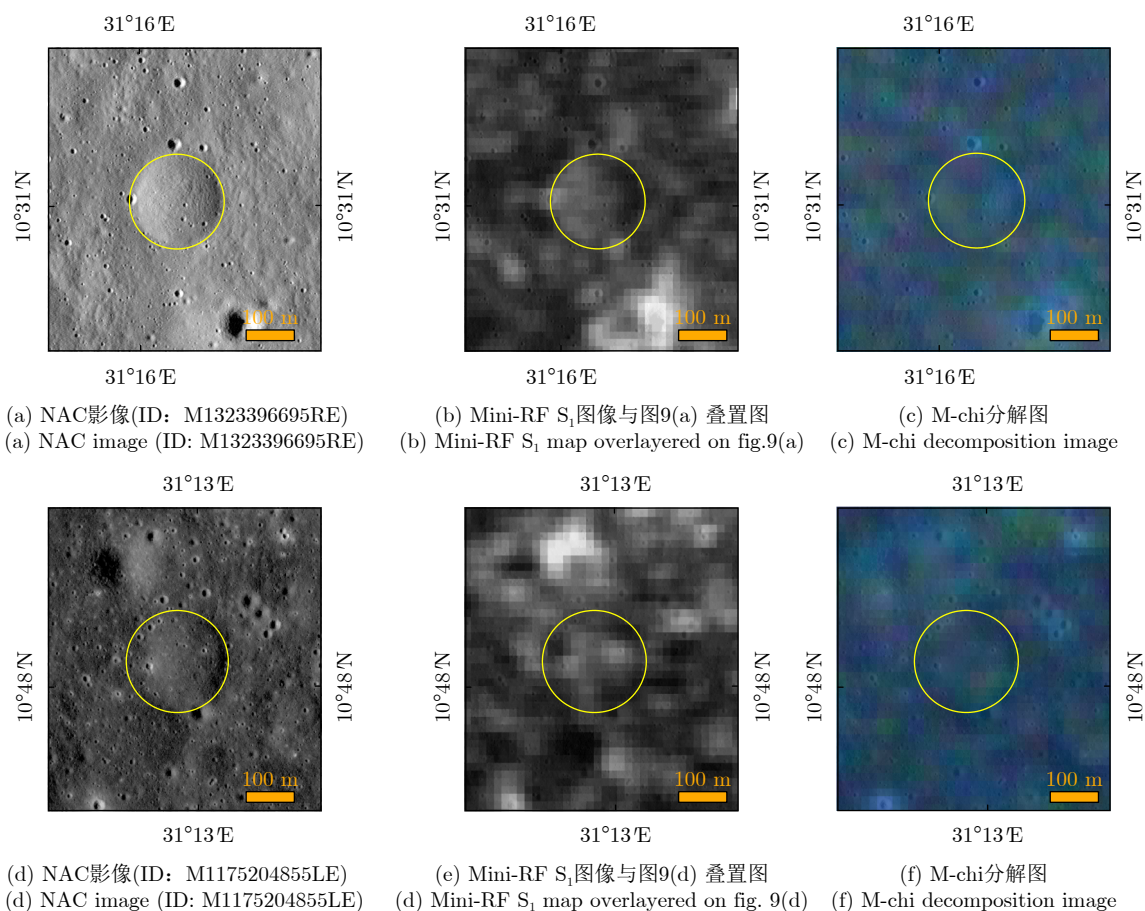 31°16′E 31°16′E 31°16′E
10°31′N 10°31′N 10°31′N 10°31′N
100 m 100 m 100 m
31°16′E 31°16′E 31°16′E
(a) NAC影像(ID：M1323396695RE) (b) Mini-RF S₁图像与图9(a) 叠置图 (c) M-chi分解图
(a) NAC image (ID: M1323396695RE) (b) Mini-RF S₁ map overlayered on fig.9(a) (c) M-chi decomposition image
31°13′E 31°13′E 31°13′E
10°48′N 10°48′N 10°48′N 10°48′N
100 m 100 m 100 m
31°13′E 31°13′E 31°13′E
(d) NAC影像(ID：M1175204855LE) (e) Mini-RF S₁图像与图9(d) 叠置图 (f) M-chi分解图
(d) NAC image (ID: M1175204855LE) (d) Mini-RF S₁ map overlayered on fig. 9(d) (f) M-chi decomposition image